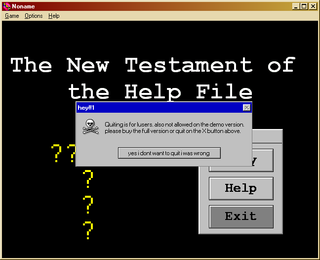 Noname
Game Options Help
The New Testament of
the Help File
hey#1
Quiting is for lusers. also not allowed on the demo version.
please buy the full version or quit on the X button above.
yes i dont want to quit i was wrong
??
y
?
Help
?
Exit
?